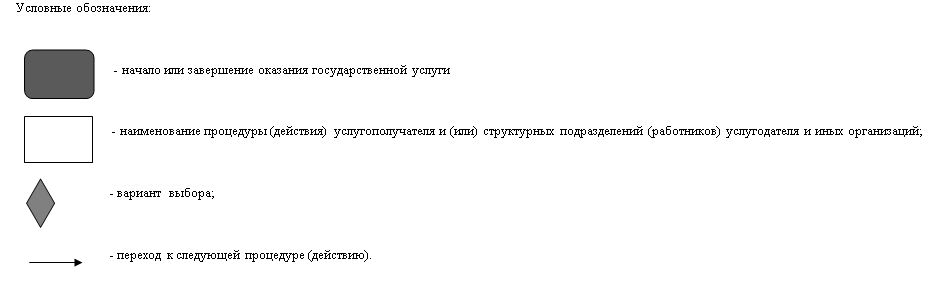 Условные обозначения:
- начало или завершение оказания государственной услуги
- наименование процедуры (действия) услугополучателя и (или) структурных подразделений (работников) услугодателя и иных организаций;
- вариант выбора;
- переход к следующей процедуре (действию).